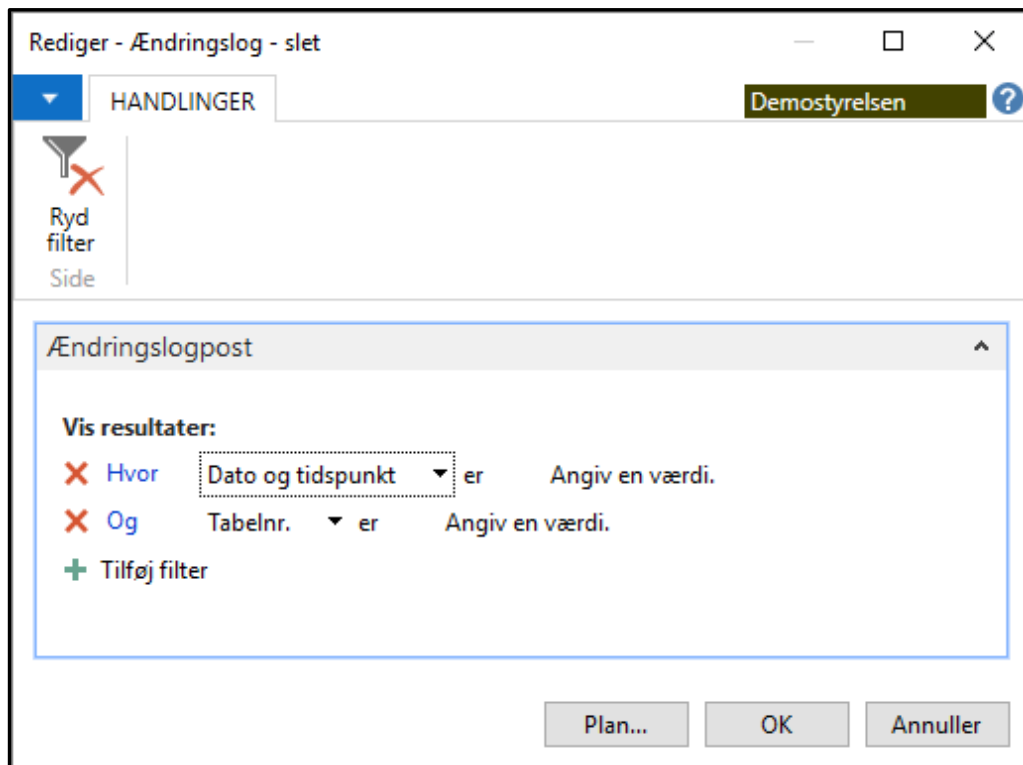 Rediger - Ændringslog - slet
HANDLINGER
Demostyrelsen
?
Ryd
filter
Side
Ændringslogpost
Vis resultater:
Hvor Dato og tidspunkt er Angiv en værdi.
Og Tabelnr. er Angiv en værdi.
Tilføj filter
Plan... OK Annuller